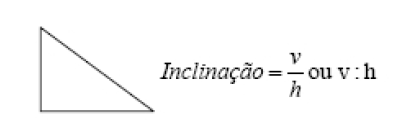 Inclinação = v/h ou v : h